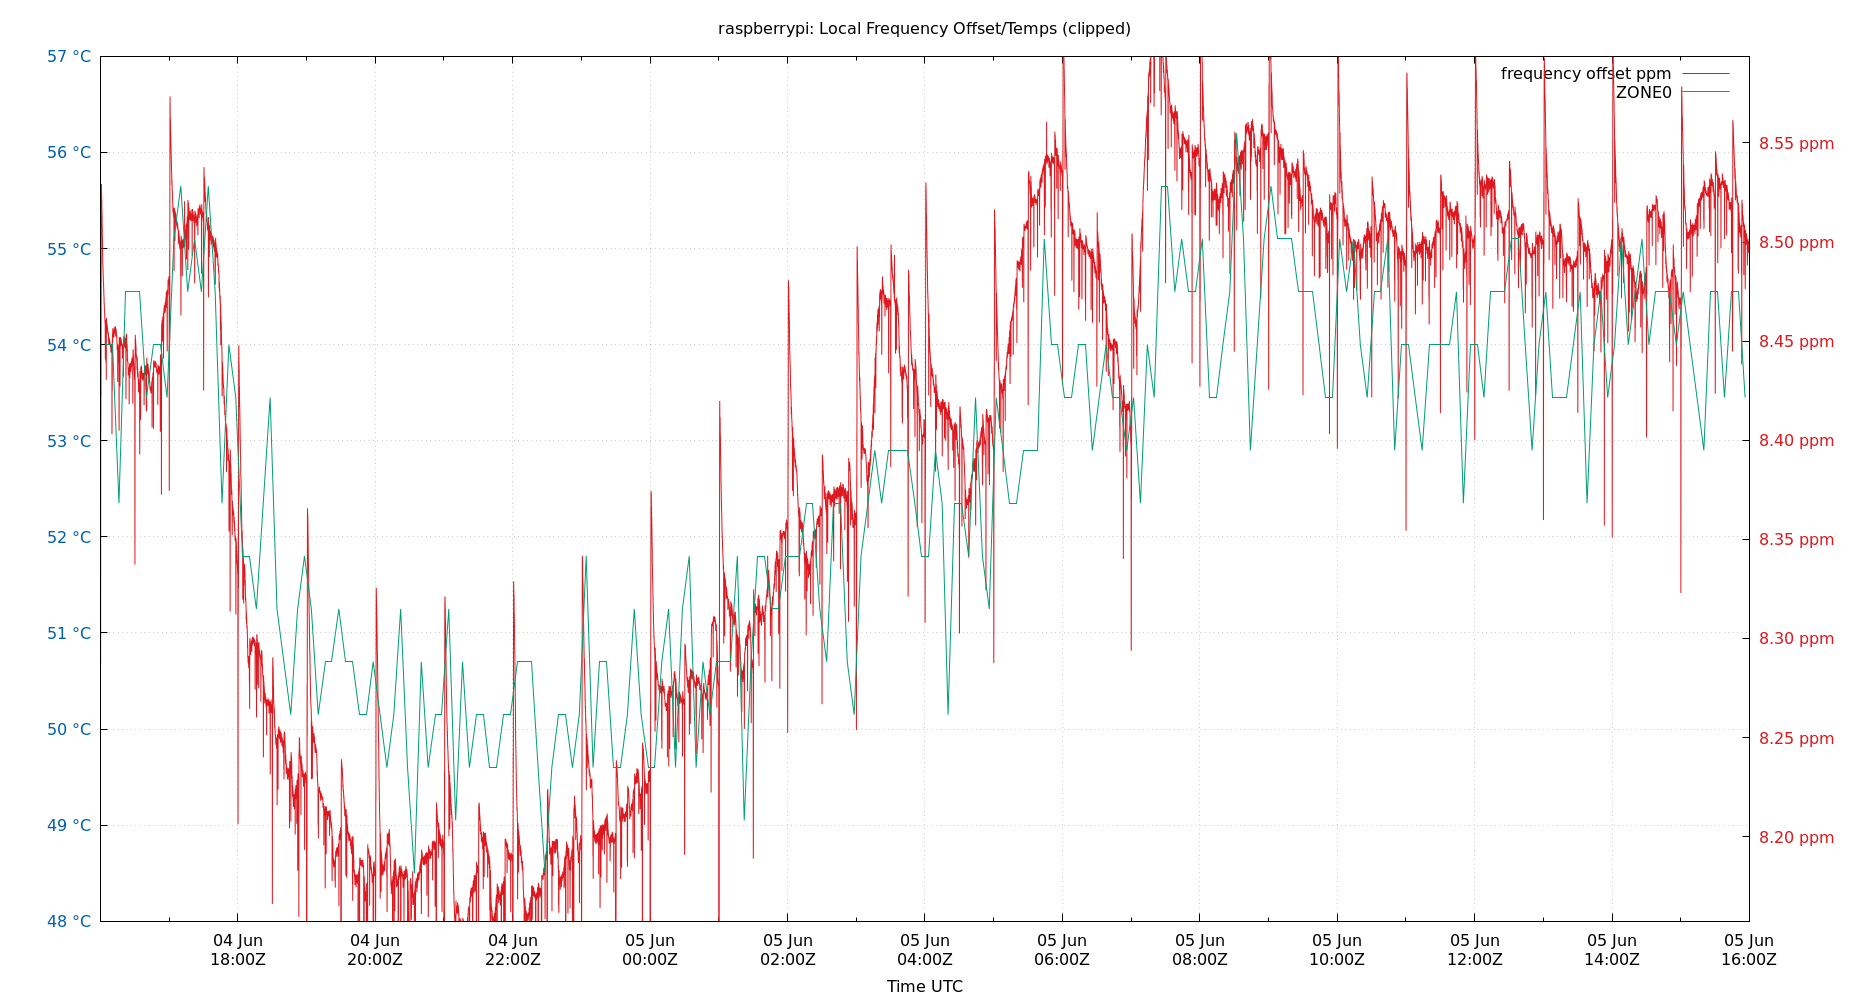 raspberrypi: Local Frequency Offset/Temps (clipped)
frequency offset ppm
ZONE0
57 °C
56 °C
55 °C
54 °C
53 °C
52 °C
51 °C
50 °C
49 °C
48 °C
8.55 ppm
8.50 ppm
8.45 ppm
8.40 ppm
8.35 ppm
8.30 ppm
8.25 ppm
8.20 ppm
04 Jun
18:00Z
04 Jun
20:00Z
04 Jun
22:00Z
05 Jun
00:00Z
05 Jun
02:00Z
05 Jun
04:00Z
05 Jun
06:00Z
05 Jun
08:00Z
05 Jun
10:00Z
05 Jun
12:00Z
05 Jun
14:00Z
05 Jun
16:00Z
Time UTC